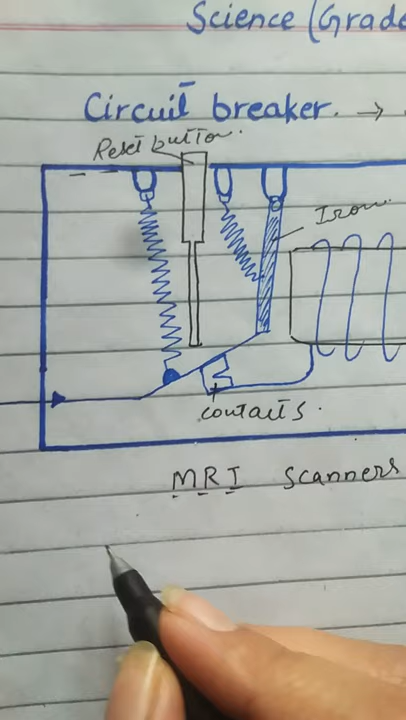 Science (Grade
Circuit breaker. →
Reset button.
Iron
contacts.
MRI Scanners